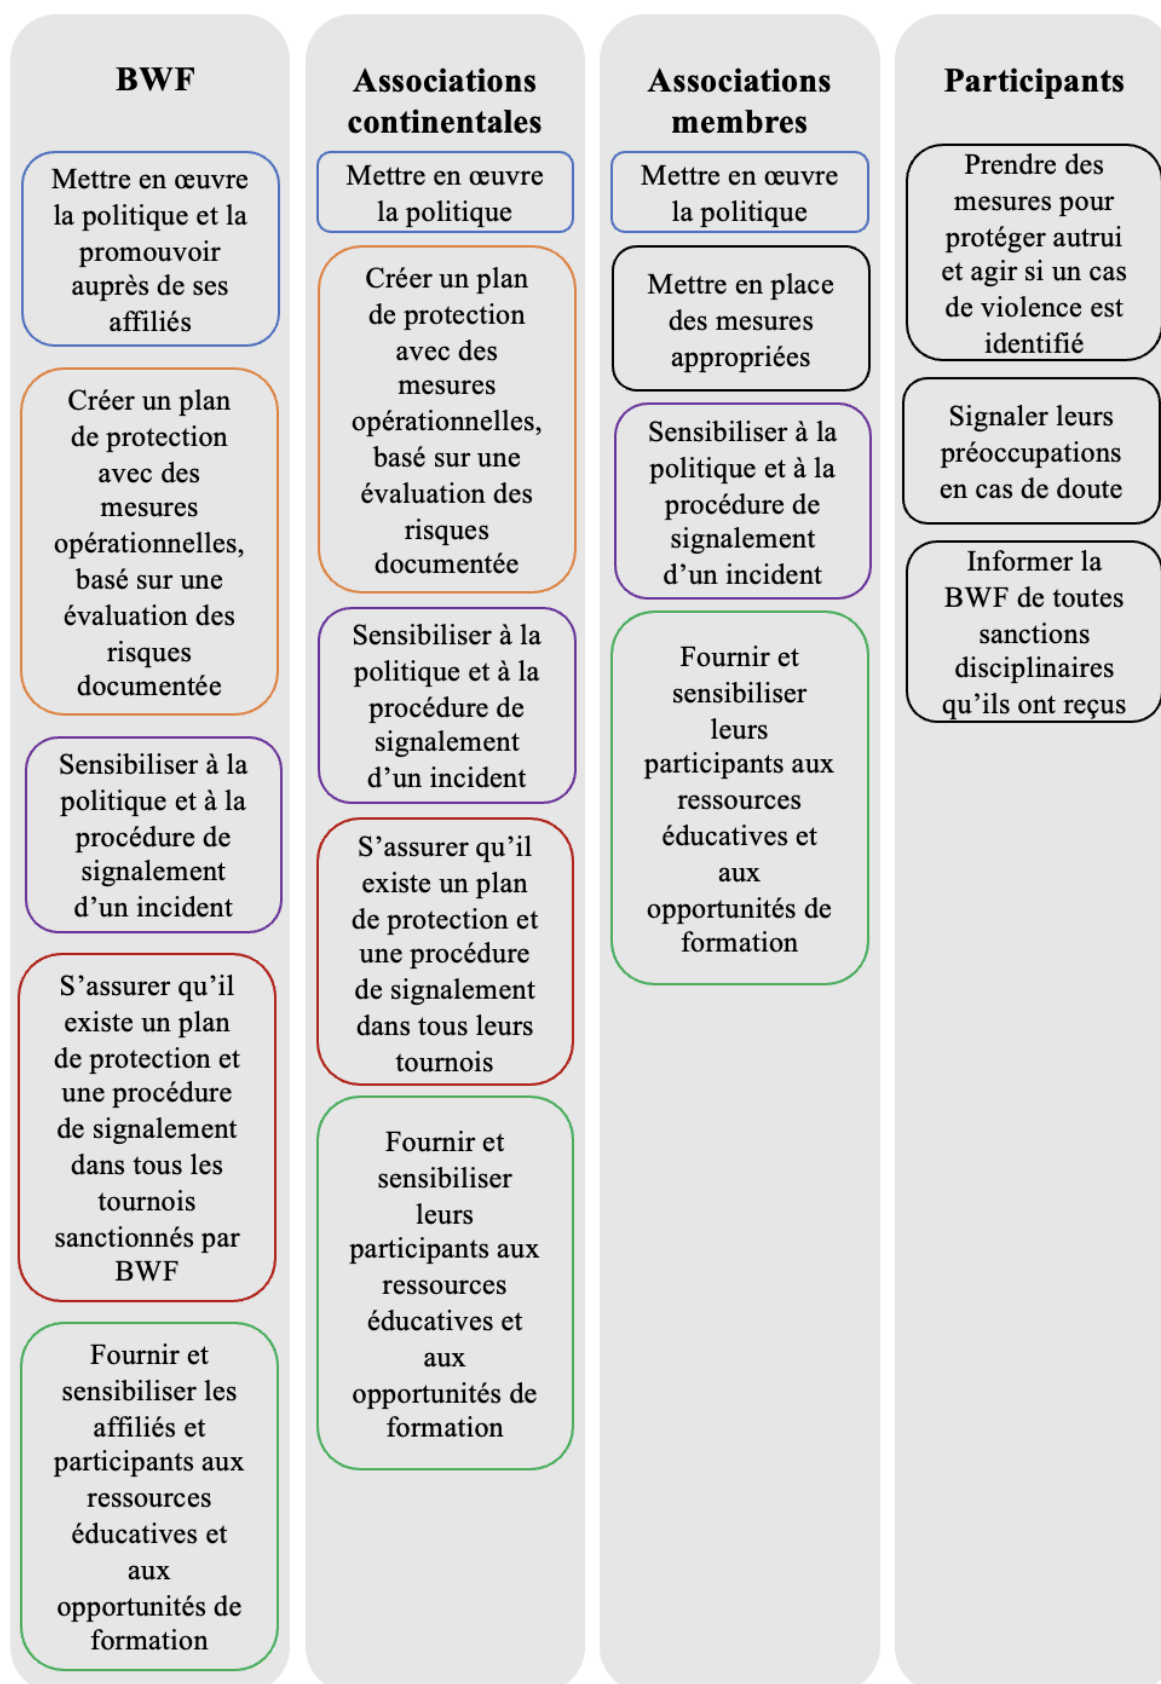 BWF
Mettre en œuvre
la politique et la
promouvoir
auprès de ses
affiliés
Créer un plan
de protection
avec des
mesures
opérationnelles,
basé sur une
évaluation des
risques
documentée
Sensibiliser à la
politique et à la
procédure de
signalement
d’un incident
S’assurer qu’il
existe un plan
de protection et
une procédure
de signalement
dans tous les
tournois
sanctionnés par
BWF
Fournir et
sensibiliser les
affiliés et
participants aux
ressources
éducatives et
aux
opportunités de
formation
Associations
continentales
Mettre en œuvre
la politique
Créer un plan
de protection
avec des
mesures
opérationnelles,
basé sur une
évaluation des
risques
documentée
Sensibiliser à la
politique et à la
procédure de
signalement
d’un incident
S’assurer qu’il
existe un plan
de protection et
une procédure
de signalement
dans tous leurs
tournois
Fournir et
sensibiliser
leurs
participants aux
ressources
éducatives et
aux
opportunités de
formation
Associations
membres
Mettre en œuvre
la politique
Mettre en place
des mesures
appropriées
Sensibiliser à la
politique et à la
procédure de
signalement
d’un incident
Fournir et
sensibiliser
leurs
participants aux
ressources
éducatives et
aux
opportunités de
formation
Participants
Prendre des
mesures pour
protéger autrui
et agir si un cas
de violence est
identifié
Signaler leurs
préoccupations
en cas de doute
Informer la
BWF de toutes
sanctions
disciplinaires
qu’ils ont reçus